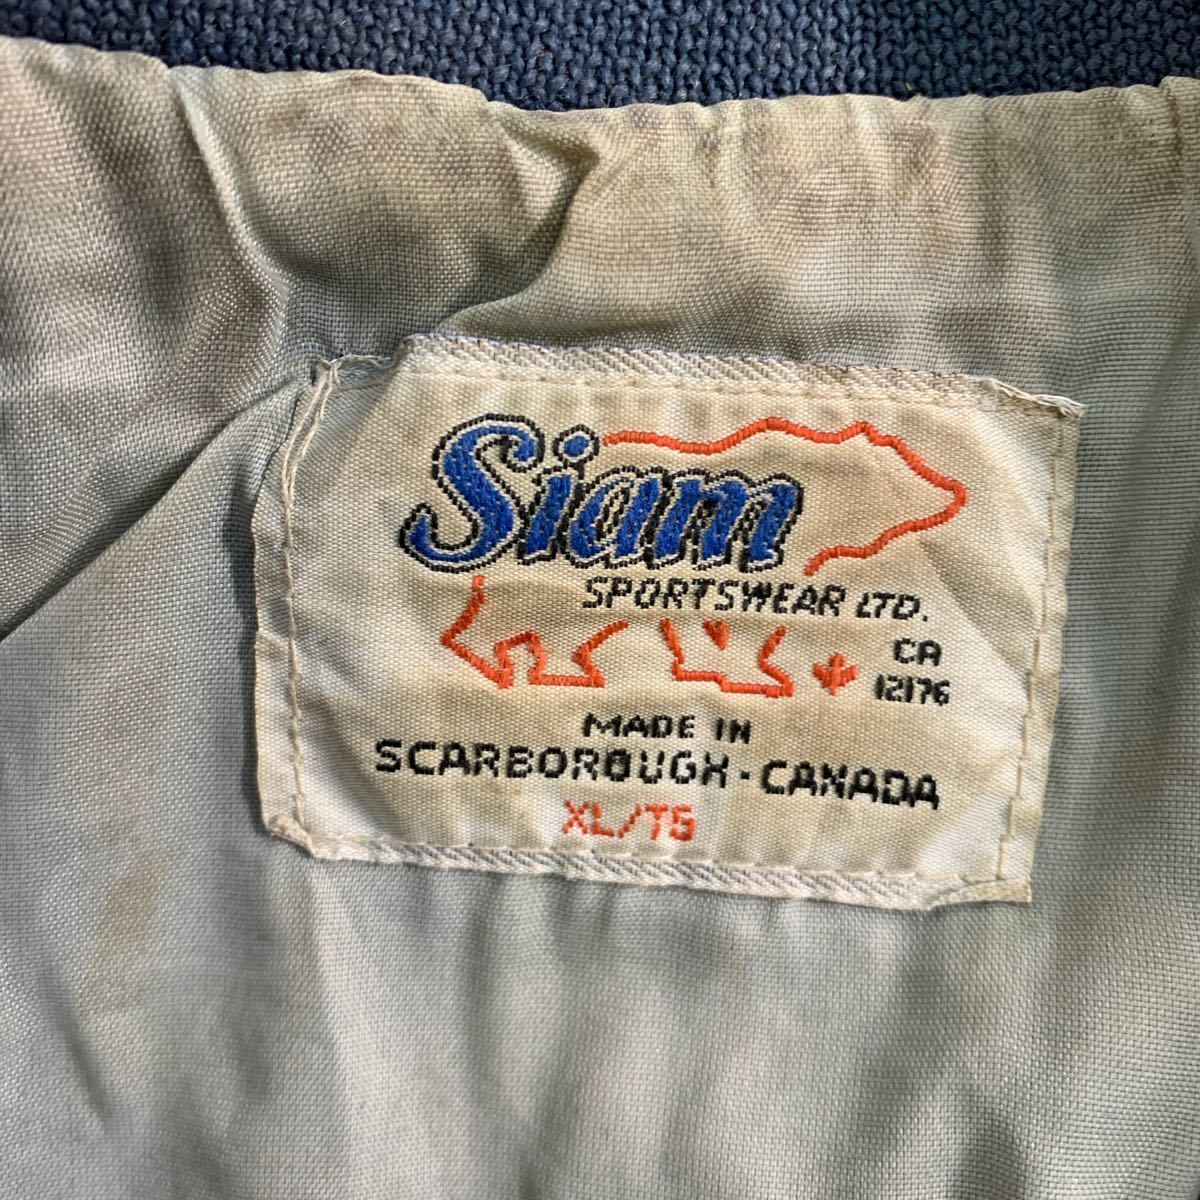 Siam
SPORTSWEAR LTD.
CA
12176
MADE IN
SCARBOROUGH · CANADA
XL/TG